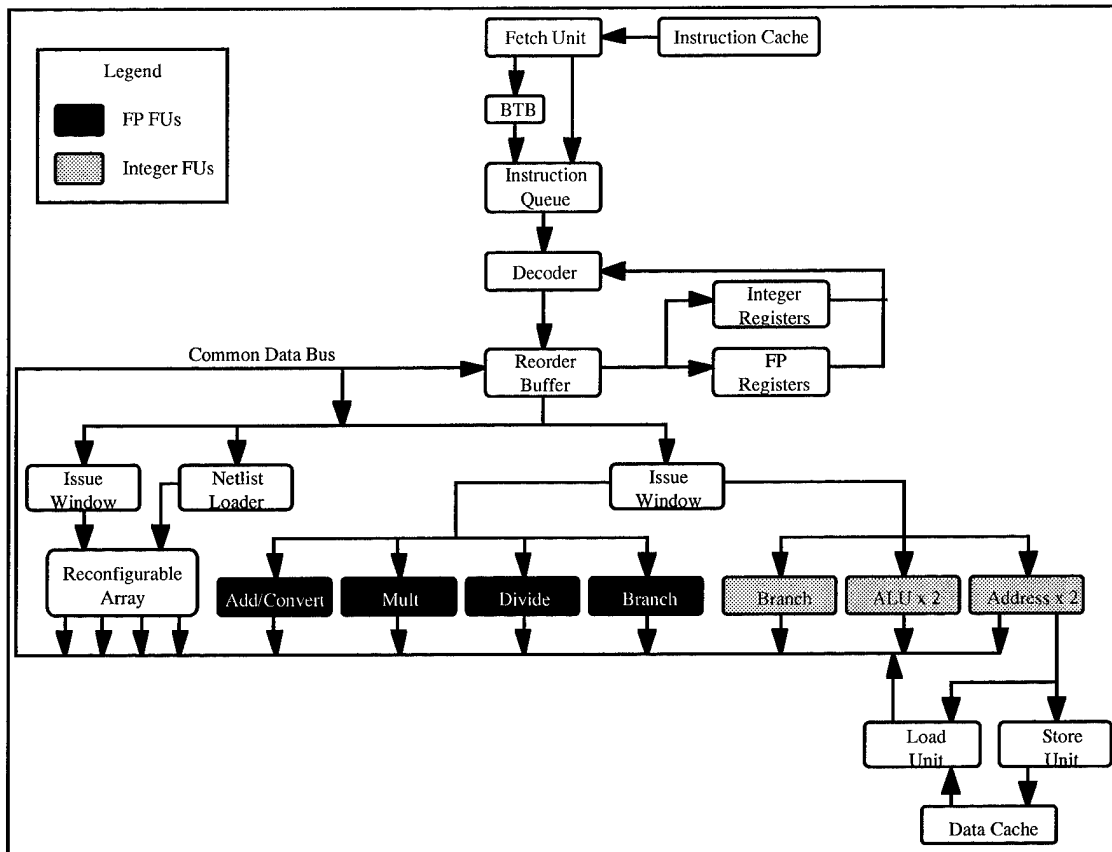 Fetch Unit
Instruction Cache
Legend
FP FUs
Integer FUs
BTB
Instruction
Queue
Decoder
Integer
Registers
Common Data Bus
Reorder
Buffer
FP
Registers
Issue
Window
Netlist
Loader
Issue
Window
Reconfigurable
Array
Add/Convert
Mult
Divide
Branch
Branch
ALU x 2
Address x 2
Load
Unit
Store
Unit
Data Cache